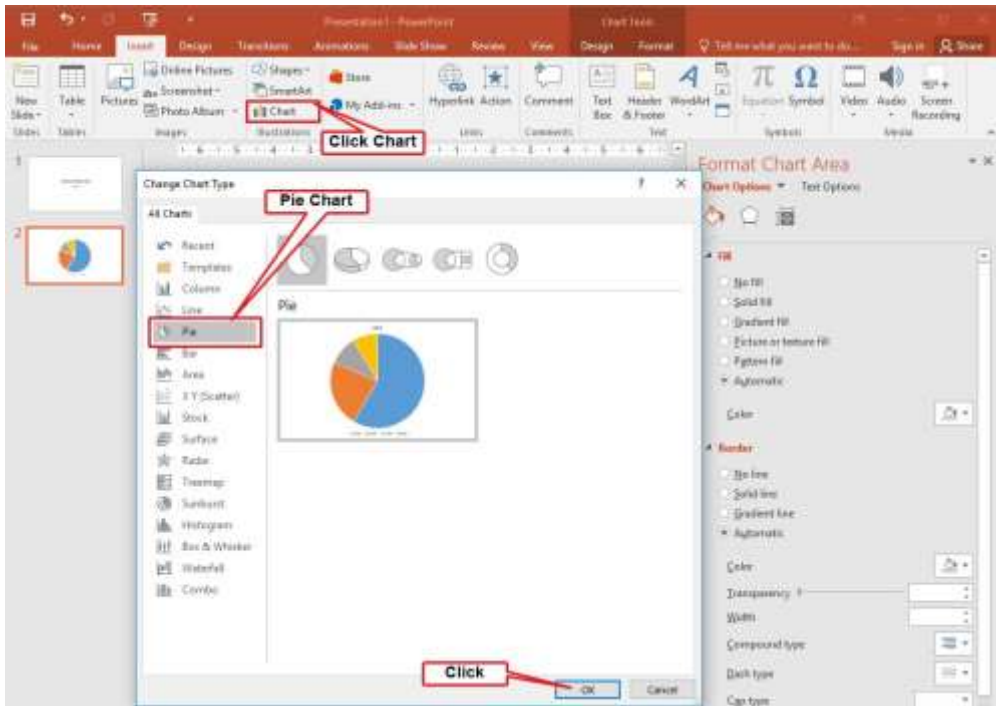 Presentation1 - PowerPoint
Chart Tools
File Home Insert Design Transitions Animations Slide Show Review View Design Format Tell me what you want to do... Sign in Share
New Slide
Table
Pictures
Online Pictures
Screenshot
Photo Album
Shapes
SmartArt
Chart
Store
My Add-ins
Hyperlink
Action
Comment
Text Box
Header & Footer
WordArt
Equation
Symbol
Video
Audio
Screen Recording
Slides Tables Images Illustrations Links Comments Text Symbols Media
Click Chart
1
2
Change Chart Type ? ×
Pie Chart
All Charts
Recent
Templates
Column
Line
Pie
Bar
Area
X Y (Scatter)
Stock
Surface
Radar
Treemap
Sunburst
Histogram
Box & Whisker
Waterfall
Combo
Pie
Click
OK Cancel
Format Chart Area
Chart Options Text Options
Fill
No fill
Solid fill
Gradient fill
Picture or texture fill
Pattern fill
Automatic
Color
Border
No line
Solid line
Gradient line
Automatic
Color
Transparency
Width
Compound type
Dash type
Cap type